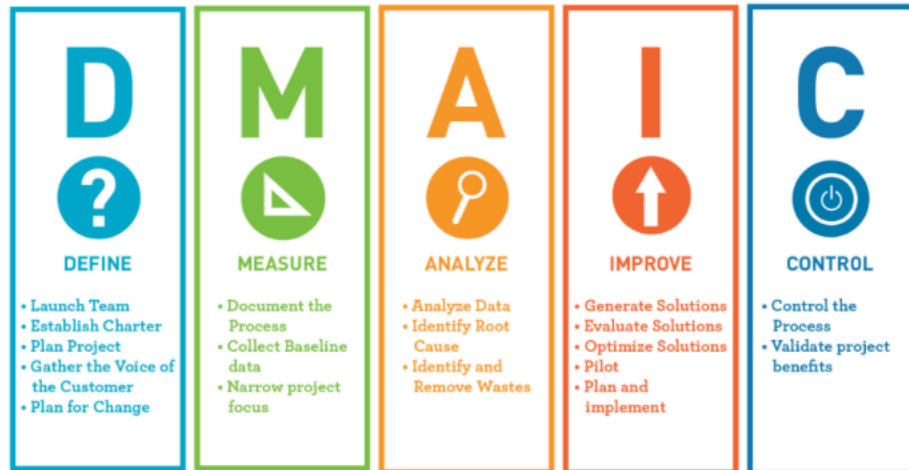 D
?
DEFINE
• Launch Team
• Establish Charter
• Plan Project
• Gather the Voice of
the Customer
• Plan for Change
M
MEASURE
• Document the
Process
• Collect Baseline
data
• Narrow project
focus
A
ANALYZE
• Analyze Data
• Identify Root
Cause
• Identify and
Remove Wastes
I
IMPROVE
• Generate Solutions
• Evaluate Solutions
• Optimize Solutions
• Pilot
• Plan and
implement
C
CONTROL
• Control the
Process
• Validate project
benefits